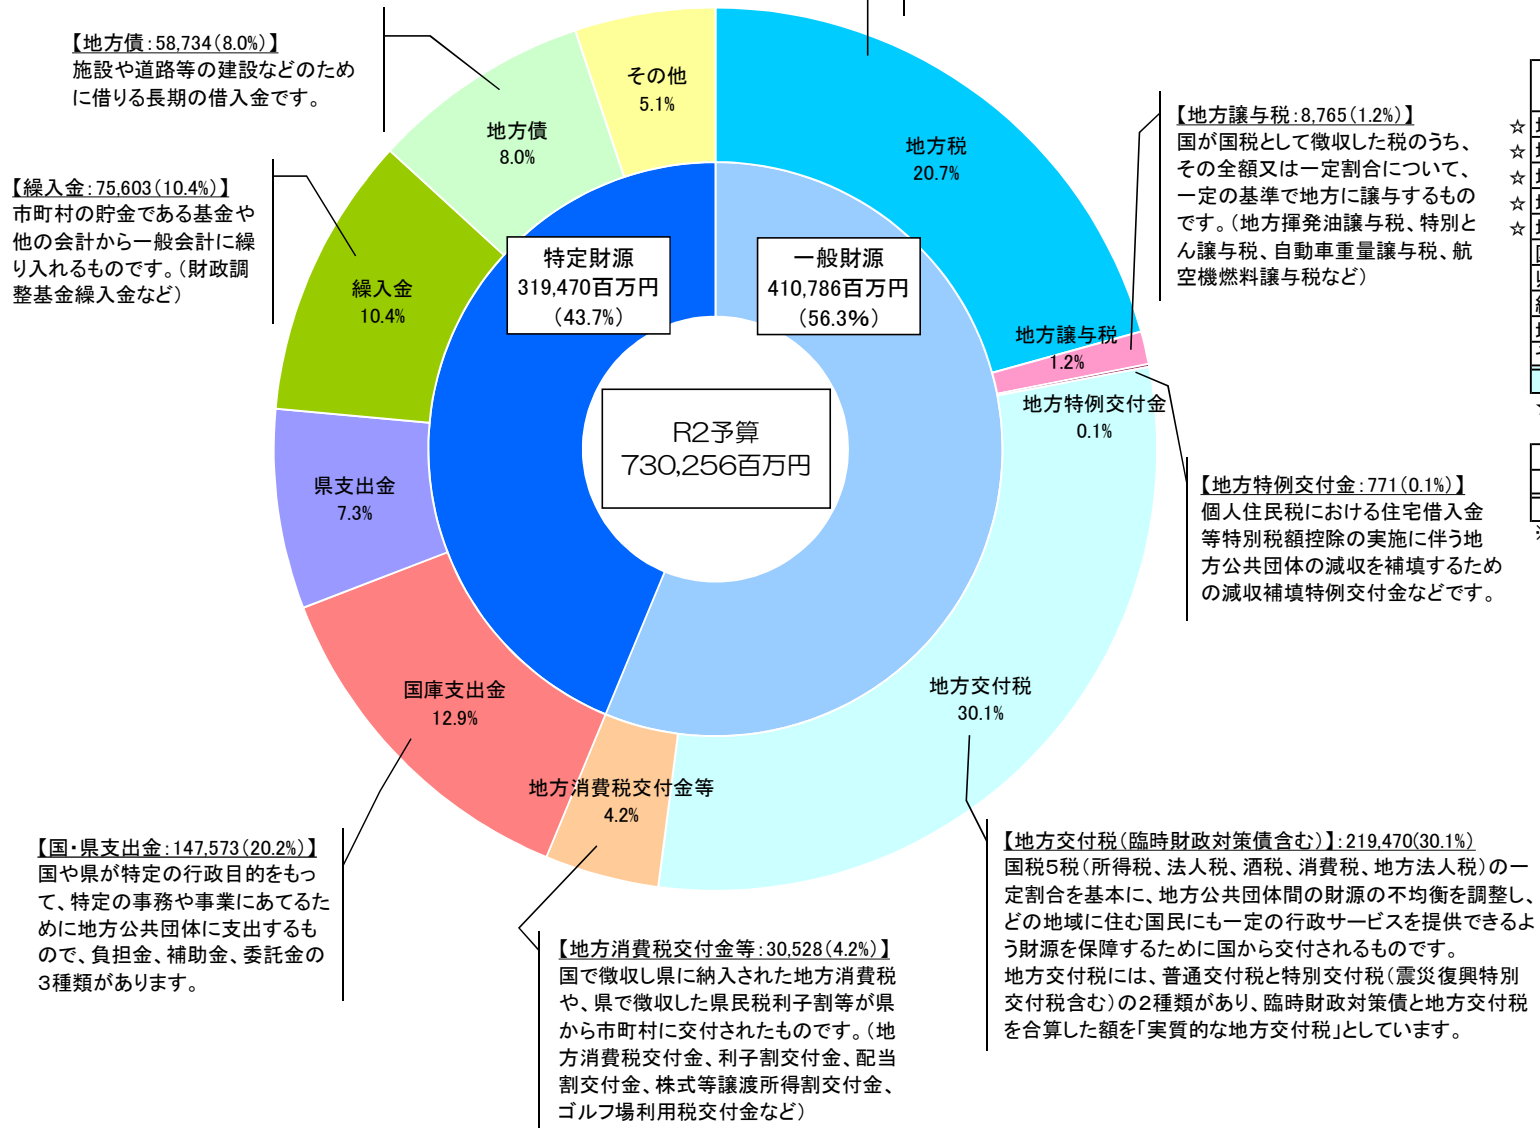 【地方債：58,734(8.0%)】
施設や道路等の建設などのため
に借りる長期の借入金です。
【繰入金：75,603(10.4%)】
市町村の貯金である基金や
他の会計から一般会計に繰
り入れるものです。（財政調
整基金繰入金など）
その他
5.1%
地方債
8.0%
繰入金
10.4%
県支出金
7.3%
国庫支出金
12.9%
地方消費税交付金等
4.2%
地方税
20.7%
地方譲与税
1.2%
地方特例交付金
0.1%
地方交付税
30.1%
特定財源
319,470百万円
（43.7%）
一般財源
410,786百万円
（56.3%）
R2予算
730,256百万円
【地方譲与税：8,765(1.2%)】
国が国税として徴収した税のうち、
その全額又は一定割合について、
一定の基準で地方に譲与するもの
です。（地方揮発油譲与税、特別と
ん譲与税、自動車重量譲与税、航
空機燃料譲与税など）
☆
☆
☆
☆
☆
【地方特例交付金：771(0.1%)】
個人住民税における住宅借入金
等特別税額控除の実施に伴う地
方公共団体の減収を補填するため
の減収補填特例交付金などです。
【国・県支出金：147,573(20.2%)】
国や県が特定の行政目的をもっ
て、特定の事務や事業にあてるた
めに地方公共団体に支出するも
ので、負担金、補助金、委託金の
３種類があります。
【地方消費税交付金等：30,528(4.2%)】
国で徴収し県に納入された地方消費税
や、県で徴収した県民税利子割等が県
から市町村に交付されたものです。（地
方消費税交付金、利子割交付金、配当
割交付金、株式等譲渡所得割交付金、
ゴルフ場利用税交付金など）
【地方交付税（臨時財政対策債含む）】：219,470(30.1%)
国税5税（所得税、法人税、酒税、消費税、地方法人税）の一
定割合を基本に、地方公共団体間の財源の不均衡を調整し、
どの地域に住む国民にも一定の行政サービスを提供できるよ
う財源を保障するために国から交付されるものです。
地方交付税には、普通交付税と特別交付税（震災復興特別
交付税含む）の２種類があり、臨時財政対策債と地方交付税
を合算した額を「実質的な地方交付税」としています。